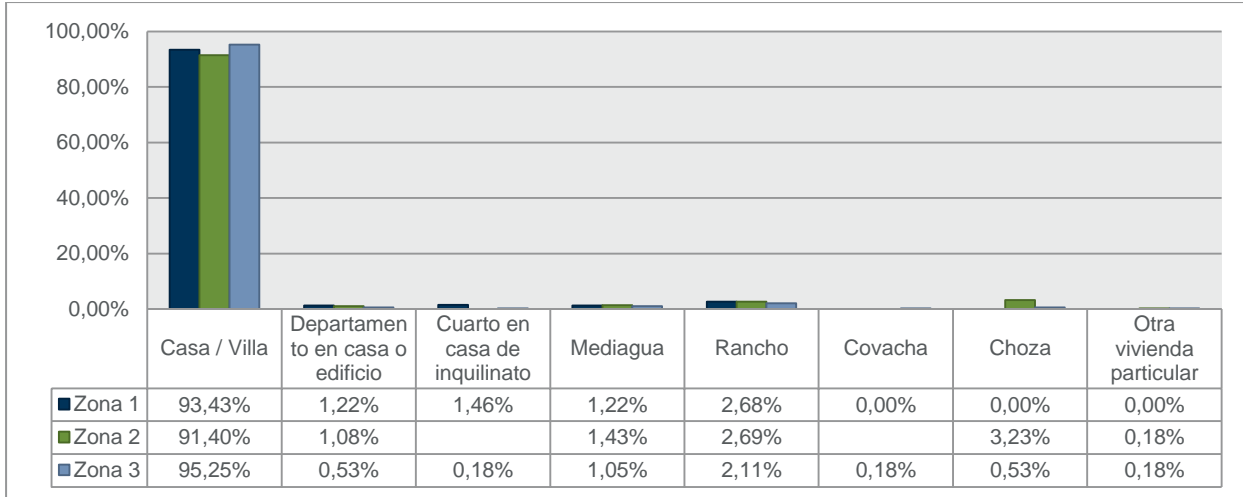 100,00%
80,00%
60,00%
40,00%
20,00%
0,00%
Casa / Villa
Departamen
to en casa o
edificio
Cuarto en
casa de
inquilinato
Mediagua
Rancho
Covacha
Choza
Otra
vivienda
particular
Zona 1 93,43% 1,22% 1,46% 1,22% 2,68% 0,00% 0,00% 0,00%
Zona 2 91,40% 1,08% 1,43% 2,69% 3,23% 0,18%
Zona 3 95,25% 0,53% 0,18% 1,05% 2,11% 0,18% 0,53% 0,18%